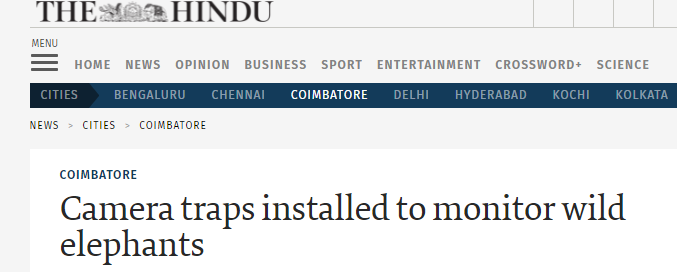 THE HINDU
MENU
HOME NEWS OPINION BUSINESS SPORT ENTERTAINMENT CROSSWORD+ SCIENCE
CITIES BENGALURU CHENNAI COIMBATORE DELHI HYDERABAD KOCHI KOLKATA
NEWS > CITIES > COIMBATORE
COIMBATORE
Camera traps installed to monitor wild
elephants